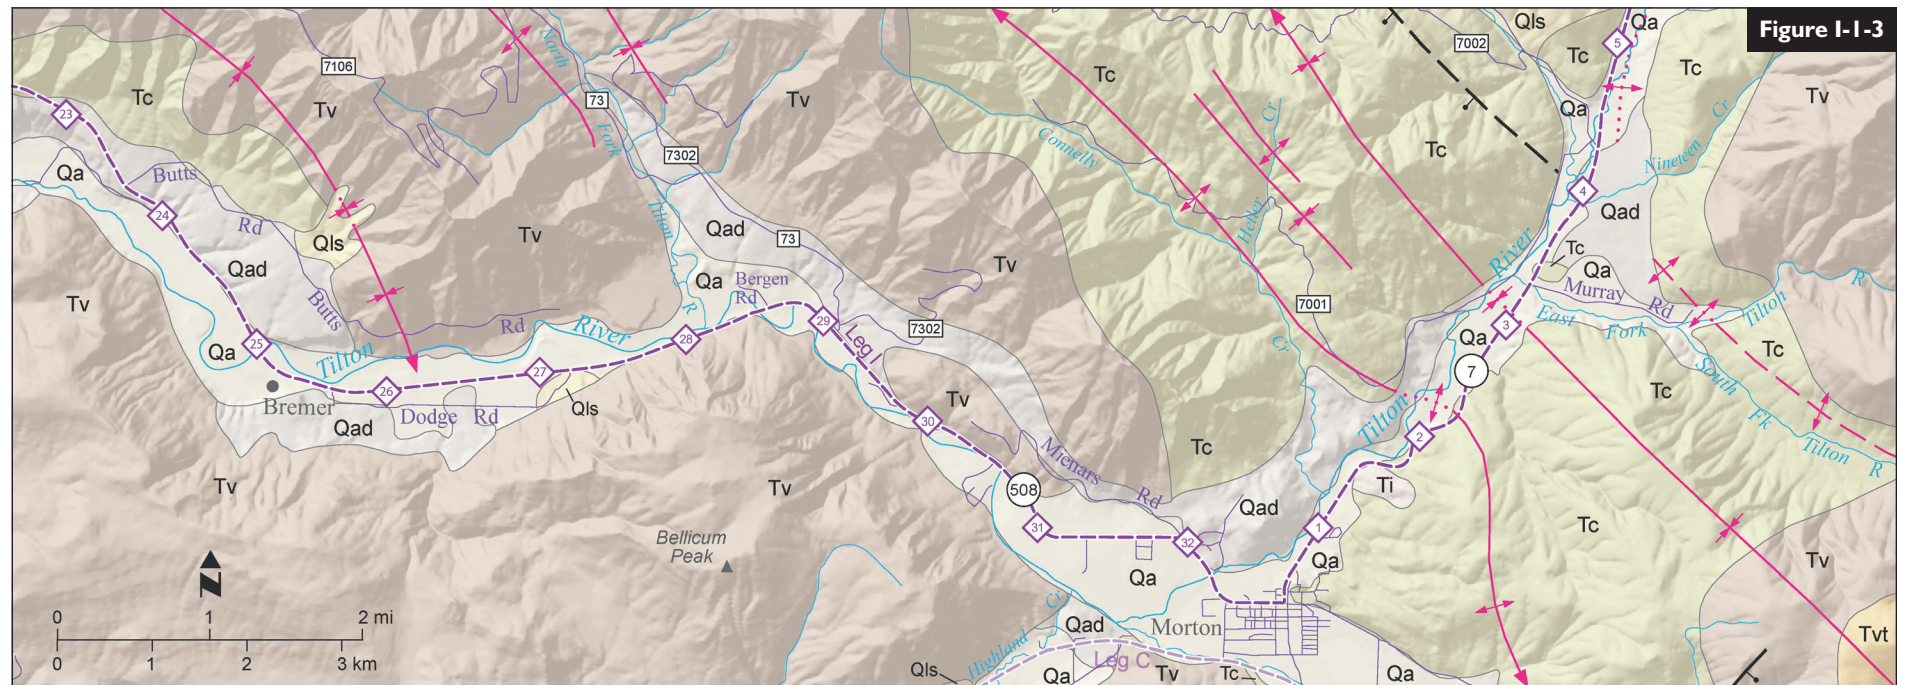 Figure I-1-3
Qls
Qa
5
7002
Tc
Tc
Tv
7106
Tc
Tv
North
Fork
73
7302
Tv
Tc
Tc
Connelly
Cr
Heller
Cr
Qa
Nineteen
Cr
4
23
Qa
Butts
Rd
24
Qls
Qad
Butts
Rd
Tv
Tilton
R
Qad
73
Qa
Bergen
Rd
Tv
7302
7001
Qad
Tc
Qa
Murray
Rd
River
East
Fork
Tilton
R
3
Qa
7
Tc
South
Fk
Tilton
R
Tc
Tv
25
Qa
Tilton
River
26
27
28
29
Leg I
Bremer
Dodge Rd
Qls
Qad
Tv
30
Tv
508
Mienars
Rd
31
32
Tc
Tilton
2
Ti
Qad
1
Tc
Tv
Tv
Bellicum
Peak
N
0 1 2 mi
0 1 2 3 km
Qa
Qa
Cr
Highland
Qad
Morton
Leg C
Qls
Qa
Tv
Tc
Qa
Tvt